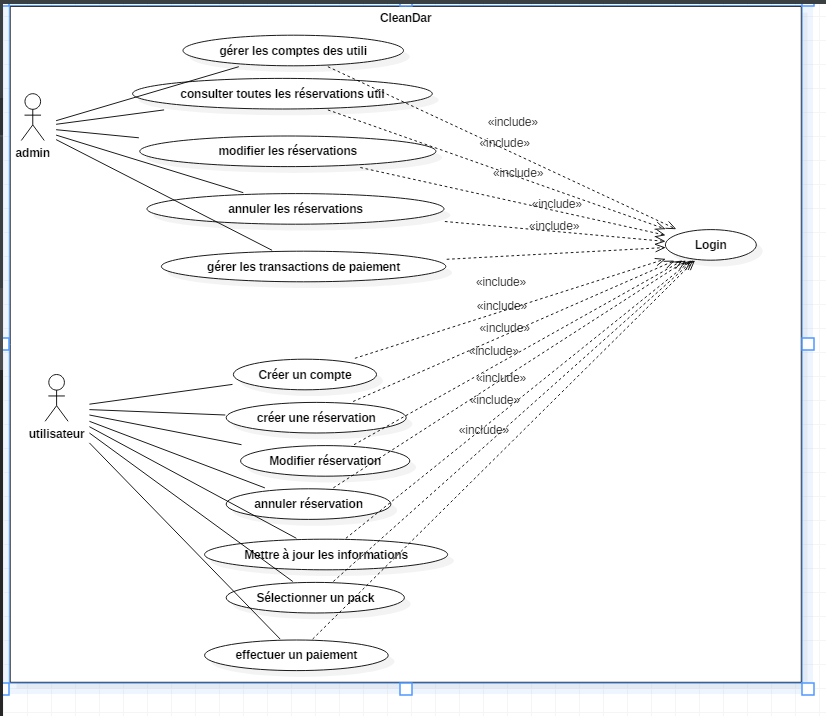 CleanDar
gérer les comptes des utili
consulter toutes les réservations util
«include»
«include»
admin
modifier les réservations
«include»
annuler les réservations
«include»
«include»
Login
gérer les transactions de paiement
«include»
«include»
«include»
«include»
Créer un compte
«include»
«include»
créer une réservation
utilisateur
«include»
Modifier réservation
annuler réservation
Mettre à jour les informations
Sélectionner un pack
effectuer un paiement